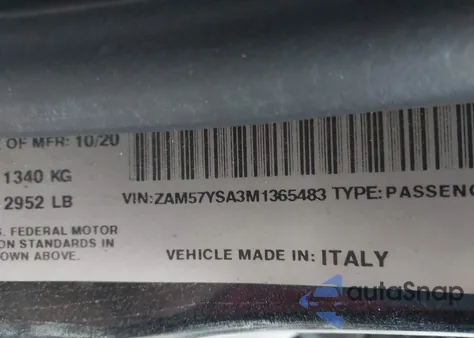 OF MFR: 10/20
1340 KG
2952 LB
VIN:ZAM57YSA3M1365483 TYPE:PASSENG
FEDERAL MOTOR
ON STANDARDS IN
OWN ABOVE.
VEHICLE MADE IN: ITALY
autoSnap